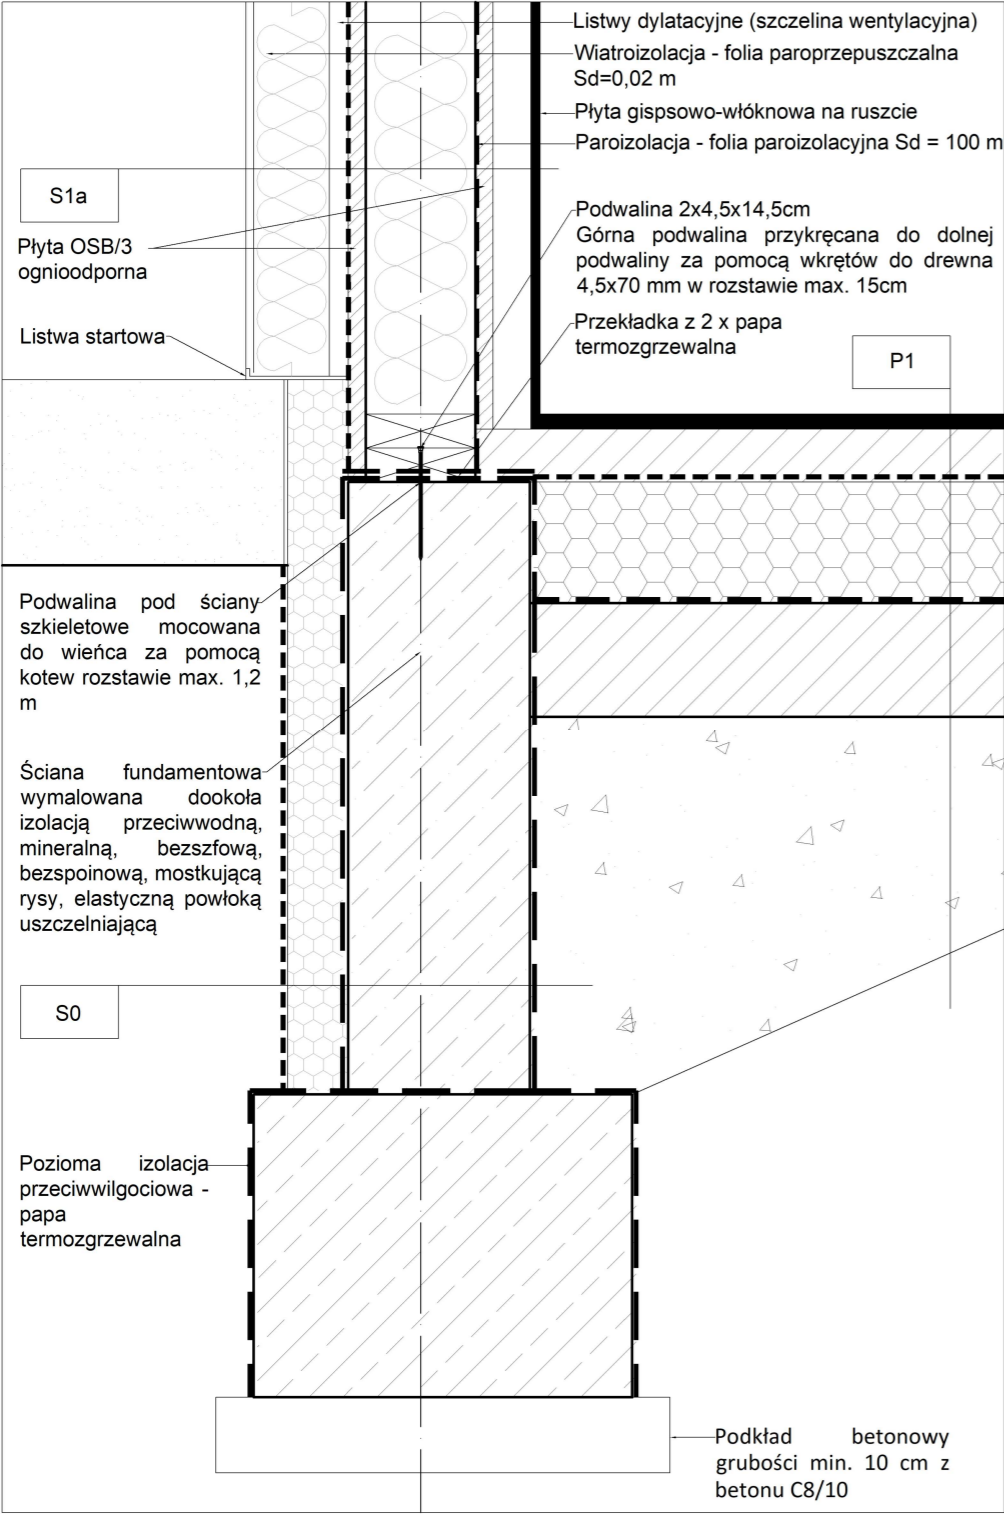 Listwy dylatacyjne (szczelina wentylacyjna)
Wiatroizolacja - folia paroprzepuszczalna
Sd=0,02 m
Płyta gispsowo-włóknowa na ruszcie
Paroizolacja - folia paroizolacyjna Sd = 100 m
S1a
Płyta OSB/3
ognioodporna
Listwa startowa
Podwalina 2x4,5x14,5cm
Górna podwalina przykręcana do dolnej
podwaliny za pomocą wkrętów do drewna
4,5x70 mm w rozstawie max. 15cm
Przekładka z 2 x papa
termozgrzewalna
P1
Podwalina pod ściany
szkieletowe mocowana
do wieńca za pomocą
kotew rozstawie max. 1,2
m
Ściana fundamentowa
wymalowana dookoła
izolacją przeciwwodną,
mineralną, bezszfową,
bezspoinową, mostkującą
rysy, elastyczną powłoką
uszczelniającą
S0
Pozioma izolacja
przeciwwilgociowa -
papa
termozgrzewalna
Podkład betonowy
grubości min. 10 cm z
betonu C8/10